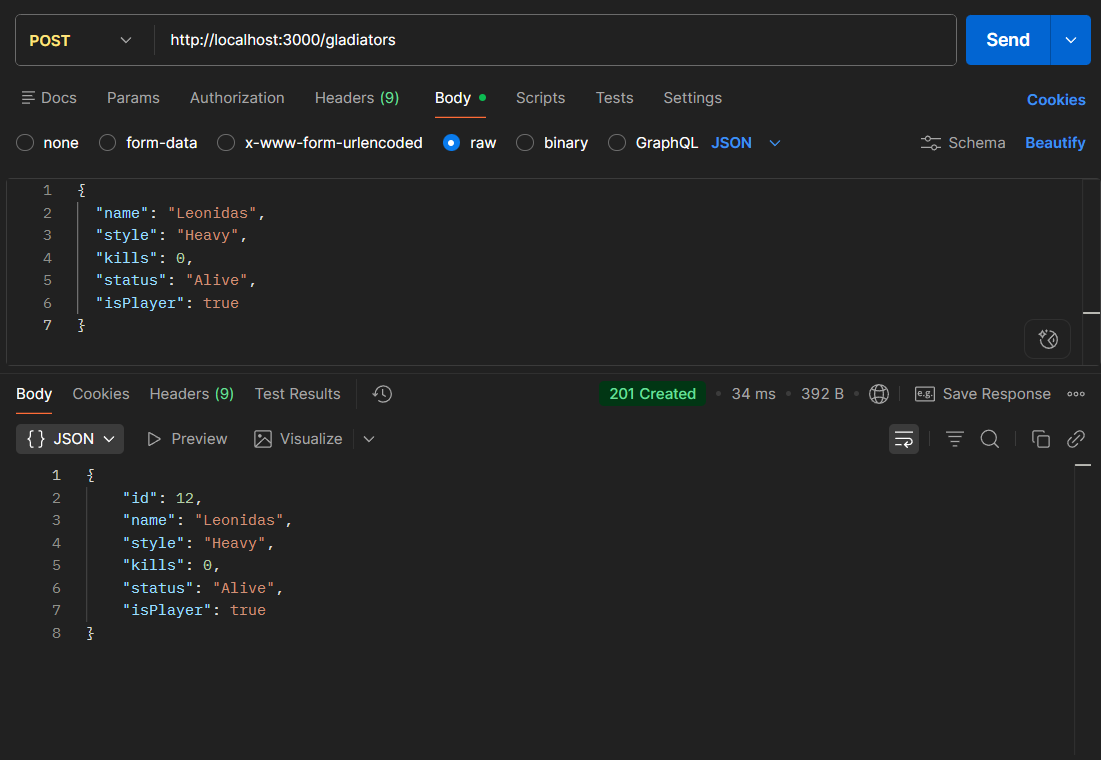 POST http://localhost:3000/gladiators Send
Docs Params Authorization Headers (9) Body Scripts Tests Settings Cookies
none form-data x-www-form-urlencoded raw binary GraphQL JSON Schema Beautify
1 {
2 "name": "Leonidas",
3 "style": "Heavy",
4 "kills": 0,
5 "status": "Alive",
6 "isPlayer": true
7 }
Body Cookies Headers (9) Test Results 201 Created • 34 ms • 392 B • e.g. Save Response
{} JSON Preview Visualize
1 {
2 "id": 12,
3 "name": "Leonidas",
4 "style": "Heavy",
5 "kills": 0,
6 "status": "Alive",
7 "isPlayer": true
8 }